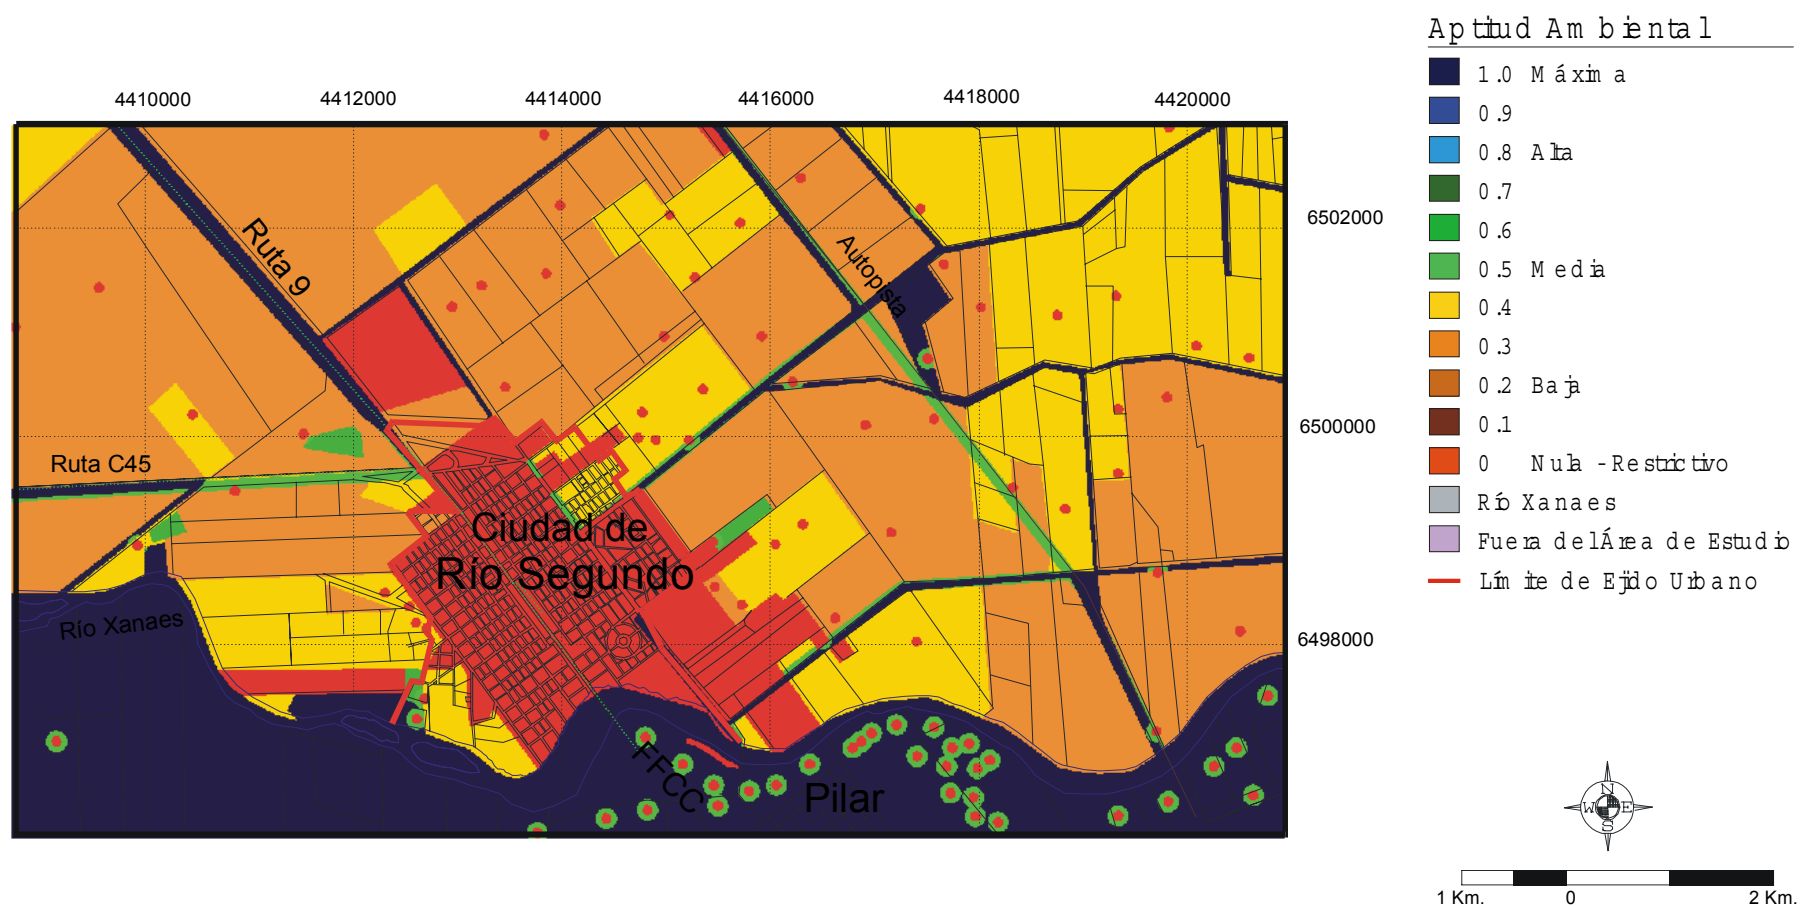 Aptitud Ambiental
1.0 Máxima
0.9
0.8 Alta
0.7
0.6
0.5 Media
0.4
0.3
0.2 Baja
0.1
0 Nula - Restrictivo
Río Xanaes
Fuera del Área de Estudio
Límite de Ejido Urbano
4410000 4412000 4414000 4416000 4418000 4420000
6502000
6500000
6498000
Ruta 9
Autopista
Ruta C45
Ciudad de
Río Segundo
Río Xanaes
FFCC
Pilar
N
W E
S
1 Km. 0 2 Km.